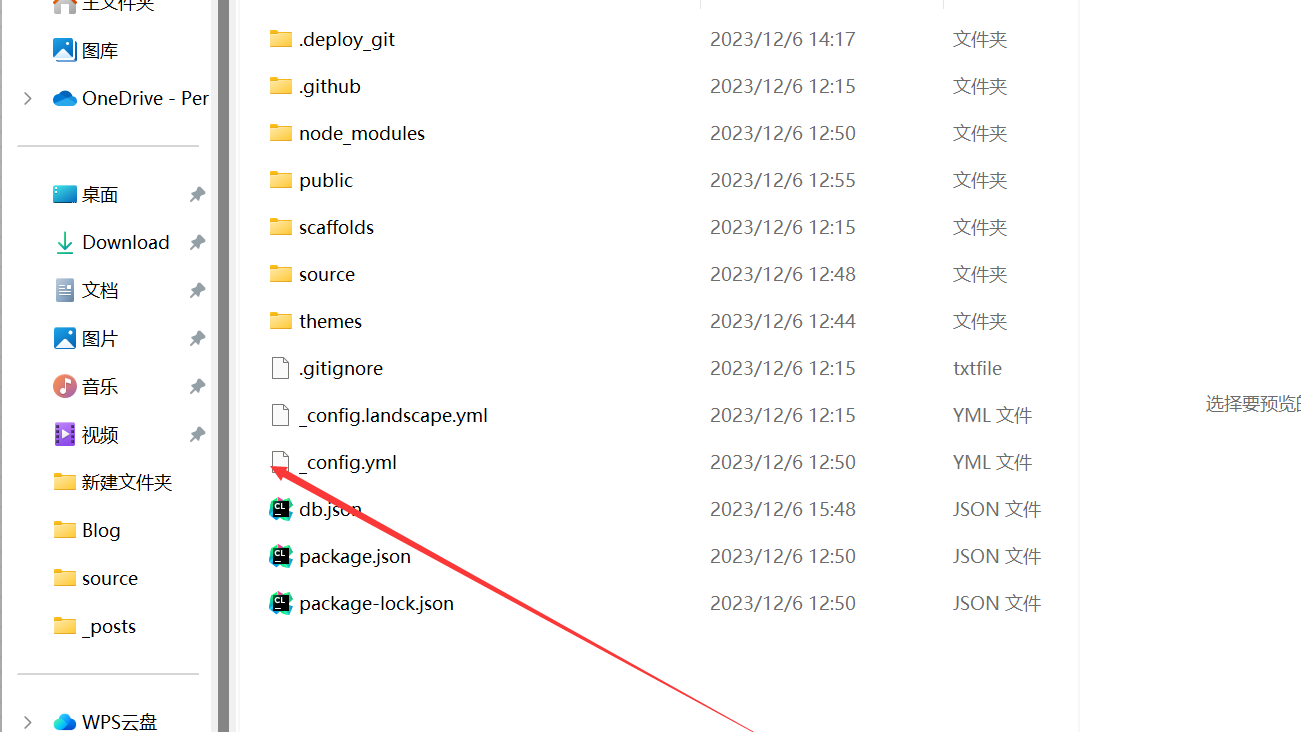 主文件夹
图库
OneDrive - Per
桌面
Download
文档
图片
音乐
视频
新建文件夹
Blog
source
_posts
WPS云盘
.deploy_git 2023/12/6 14:17 文件夹
.github 2023/12/6 12:15 文件夹
node_modules 2023/12/6 12:50 文件夹
public 2023/12/6 12:55 文件夹
scaffolds 2023/12/6 12:15 文件夹
source 2023/12/6 12:48 文件夹
themes 2023/12/6 12:44 文件夹
.gitignore 2023/12/6 12:15 txtfile
_config.landscape.yml 2023/12/6 12:15 YML 文件
_config.yml 2023/12/6 12:50 YML 文件
CL db.json 2023/12/6 15:48 JSON 文件
CL package.json 2023/12/6 12:50 JSON 文件
CL package-lock.json 2023/12/6 12:50 JSON 文件
选择要预览